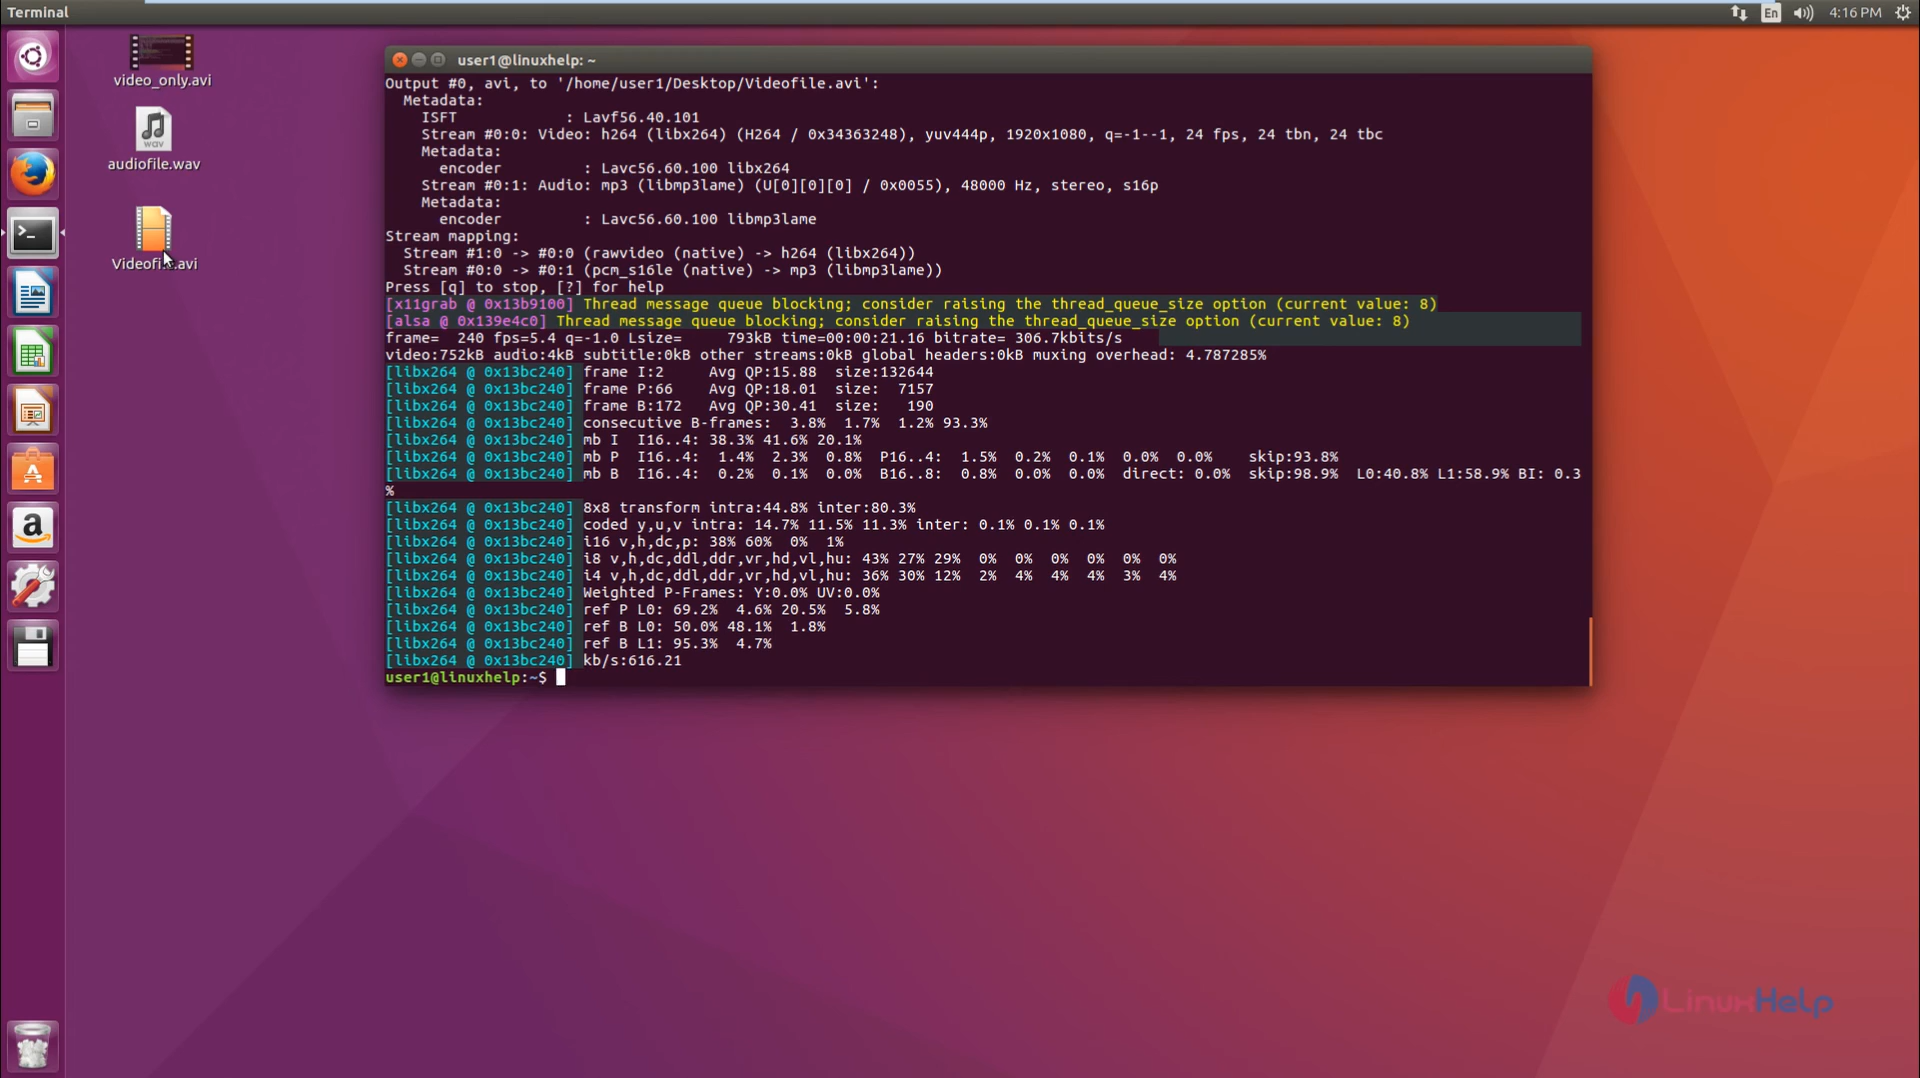 Terminal
En
4:16 PM
video_only.avi
wav
audiofile.wav
.avi
user1@linuxhelp: ~
Output #0, avi, to '/home/user1/Desktop/Videofile.avi':
Metadata:
ISFT : Lavf56.40.101
Stream #0:0: Video: h264 (libx264) (H264 / 0x34363248), yuv444p, 1920x1080, q=-1--1, 24 fps, 24 tbn, 24 tbc
Metadata:
encoder : Lavc56.60.100 libx264
Stream #0:1: Audio: mp3 (libmp3lame) (U[0][0][0] / 0x0055), 48000 Hz, stereo, s16p
Metadata:
encoder : Lavc56.60.100 libmp3lame
Stream mapping:
Stream #1:0 -> #0:0 (rawvideo (native) -> h264 (libx264))
Stream #0:0 -> #0:1 (pcm_s16le (native) -> mp3 (libmp3lame))
Press [q] to stop, [?] for help
[x11grab @ 0x13b9100] Thread message queue blocking; consider raising the thread_queue_size option (current value: 8)
[alsa @ 0x139e4c0] Thread message queue blocking; consider raising the thread_queue_size option (current value: 8)
frame= 240 fps=5.4 q=-1.0 Lsize= 793kB time=00:00:21.16 bitrate= 306.7kbits/s
video:752kB audio:4kB subtitle:0kB other streams:0kB global headers:0kB muxing overhead: 4.787285%
[libx264 @ 0x13bc240] frame I:2 Avg QP:15.88 size:132644
[libx264 @ 0x13bc240] frame P:66 Avg QP:18.01 size: 7157
[libx264 @ 0x13bc240] frame B:172 Avg QP:30.41 size: 190
[libx264 @ 0x13bc240] consecutive B-frames: 3.8% 1.7% 1.2% 93.3%
[libx264 @ 0x13bc240] mb I I16..4: 38.3% 41.6% 20.1%
[libx264 @ 0x13bc240] mb P I16..4: 1.4% 2.3% 0.8% P16..4: 1.5% 0.2% 0.1% 0.0% 0.0% skip:93.8%
[libx264 @ 0x13bc240] mb B I16..4: 0.2% 0.1% 0.0% B16..8: 0.8% 0.0% 0.0% direct: 0.0% skip:98.9% L0:40.8% L1:58.9% BI: 0.3
%
[libx264 @ 0x13bc240] 8x8 transform intra:44.8% inter:80.3%
[libx264 @ 0x13bc240] coded y,u,v intra: 14.7% 11.5% 11.3% inter: 0.1% 0.1% 0.1%
[libx264 @ 0x13bc240] i16 v,h,dc,p: 38% 60% 0% 1%
[libx264 @ 0x13bc240] i8 v,h,dc,ddl,ddr,vr,hd,vl,hu: 43% 27% 29% 0% 0% 0% 0% 0% 0%
[libx264 @ 0x13bc240] i4 v,h,dc,ddl,ddr,vr,hd,vl,hu: 36% 30% 12% 2% 4% 4% 4% 3% 4%
[libx264 @ 0x13bc240] Weighted P-Frames: Y:0.0% UV:0.0%
[libx264 @ 0x13bc240] ref P L0: 69.2% 4.6% 20.5% 5.8%
[libx264 @ 0x13bc240] ref B L0: 50.0% 48.1% 1.8%
[libx264 @ 0x13bc240] ref B L1: 95.3% 4.7%
[libx264 @ 0x13bc240] kb/s:616.21
user1@linuxhelp:~$
LinuxHelp